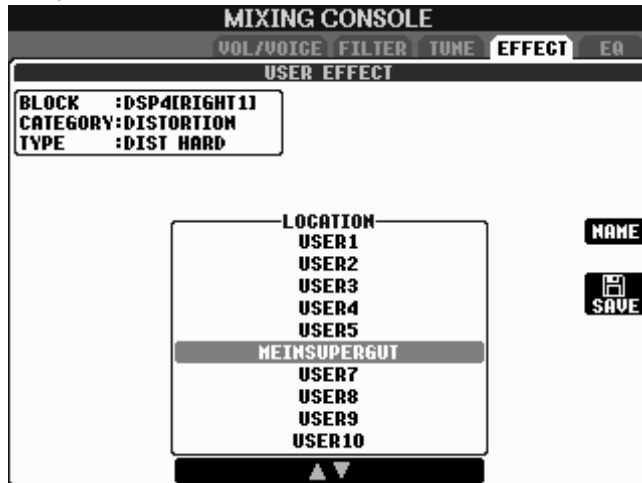 MIXING CONSOLE
VOL/VOICE FILTER TUNE EFFECT EQ
USER EFFECT
BLOCK :DSP4[RIGHT1]
CATEGORY:DISTORTION
TYPE :DIST HARD
LOCATION
USER1
USER2
USER3
USER4
USER5
MEINSUPERGUT
USER7
USER8
USER9
USER10
NAME
SAVE